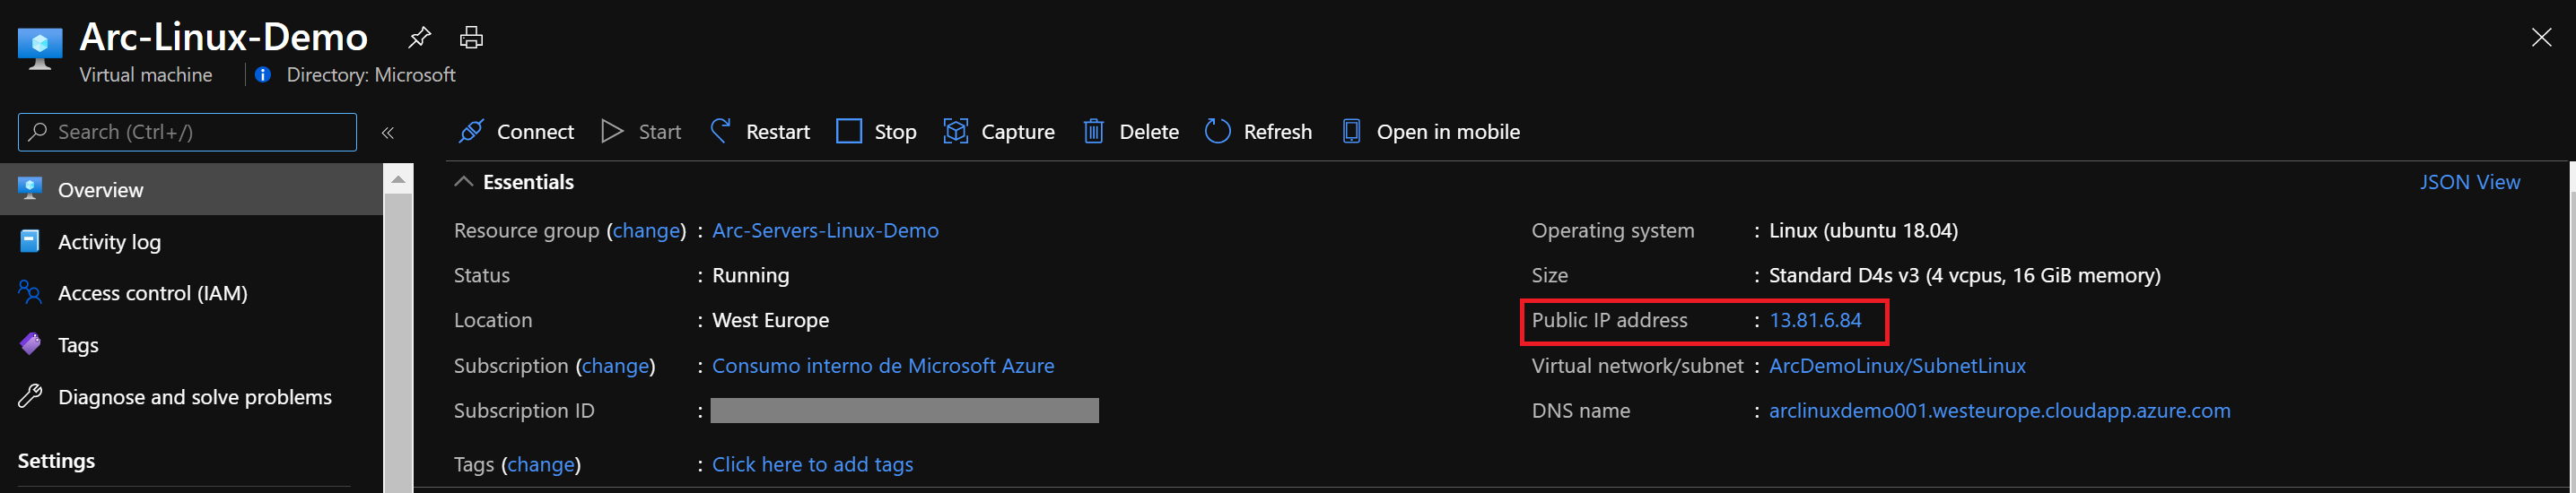 Arc-Linux-Demo
Virtual machine
Directory: Microsoft
Search (Ctrl+/)
«
Connect
Start
Restart
Stop
Capture
Delete
Refresh
Open in mobile
Overview
Activity log
Access control (IAM)
Tags
Diagnose and solve problems
Settings
Essentials
JSON View
Resource group (change) : Arc-Servers-Linux-Demo
Status : Running
Location : West Europe
Subscription (change) : Consumo interno de Microsoft Azure
Subscription ID :
Tags (change) : Click here to add tags
Operating system : Linux (ubuntu 18.04)
Size : Standard D4s v3 (4 vcpus, 16 GiB memory)
Public IP address : 13.81.6.84
Virtual network/subnet : ArcDemoLinux/SubnetLinux
DNS name : arclinuxdemo001.westeurope.cloudapp.azure.com